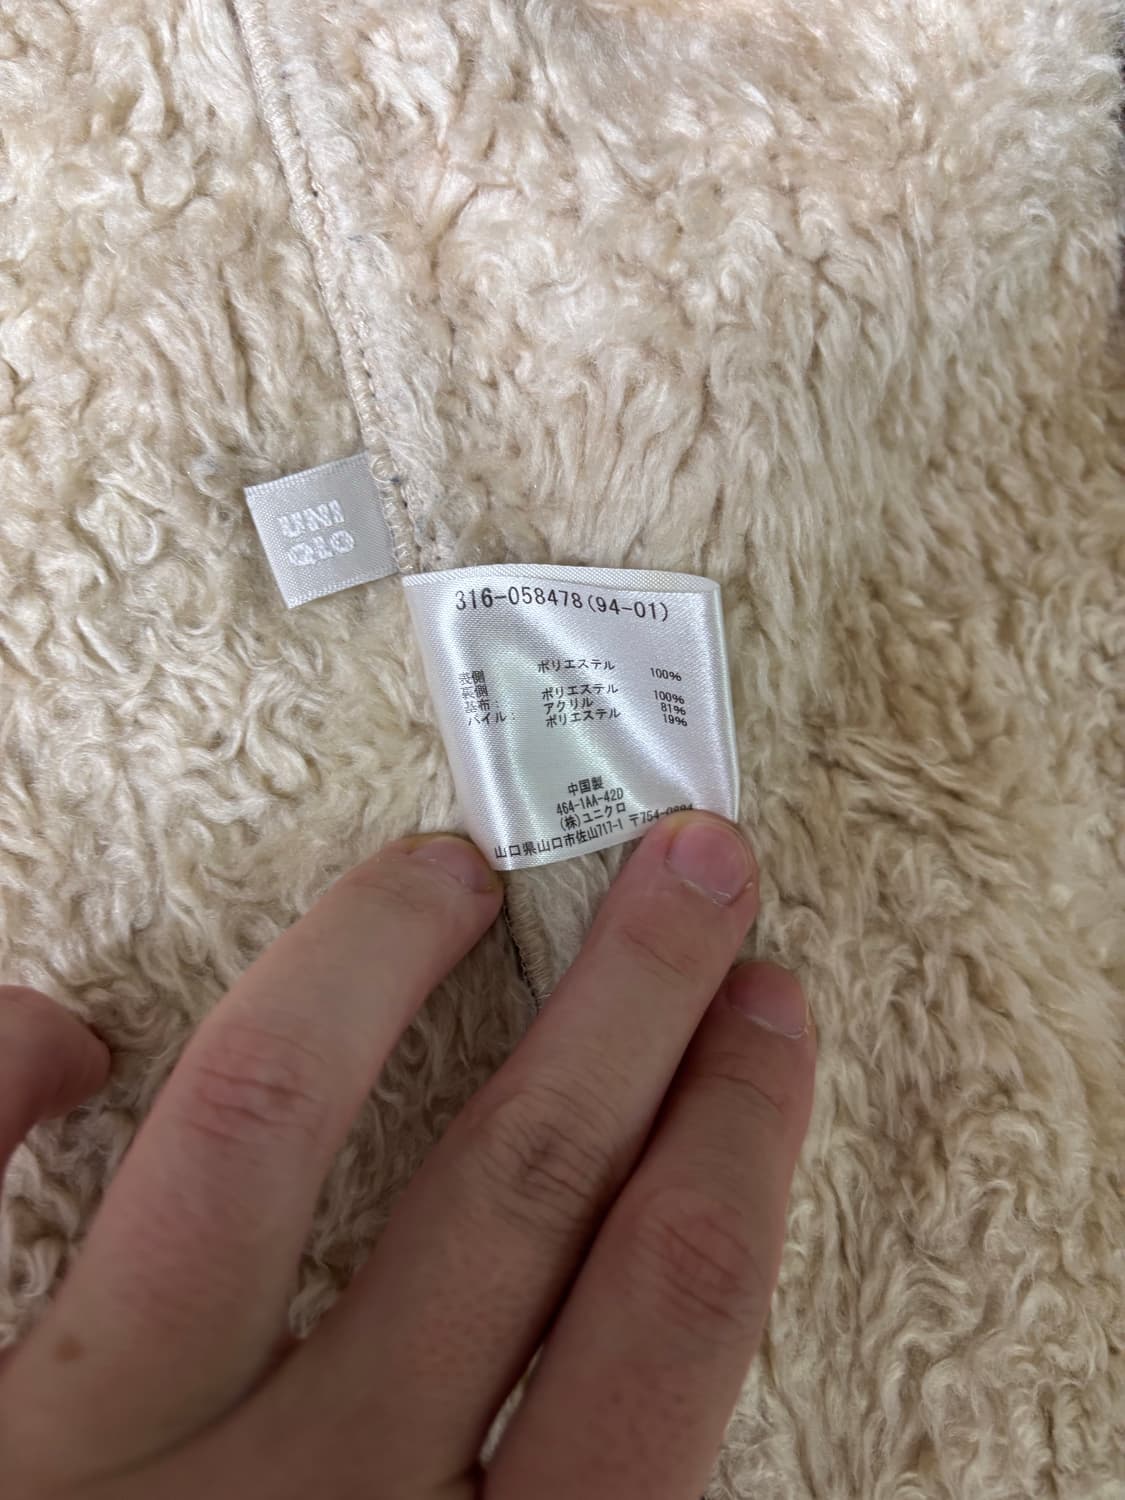 UNI
QLO
316-058478(94-01)
表側 ポリエステル 100%
裏側
基布: ポリエステル 100%
パイル: アクリル 81%
ポリエステル 19%
中国製
464-1AA-42D
(株)ユニクロ
山口県山口市佐山717-1 〒754-0894